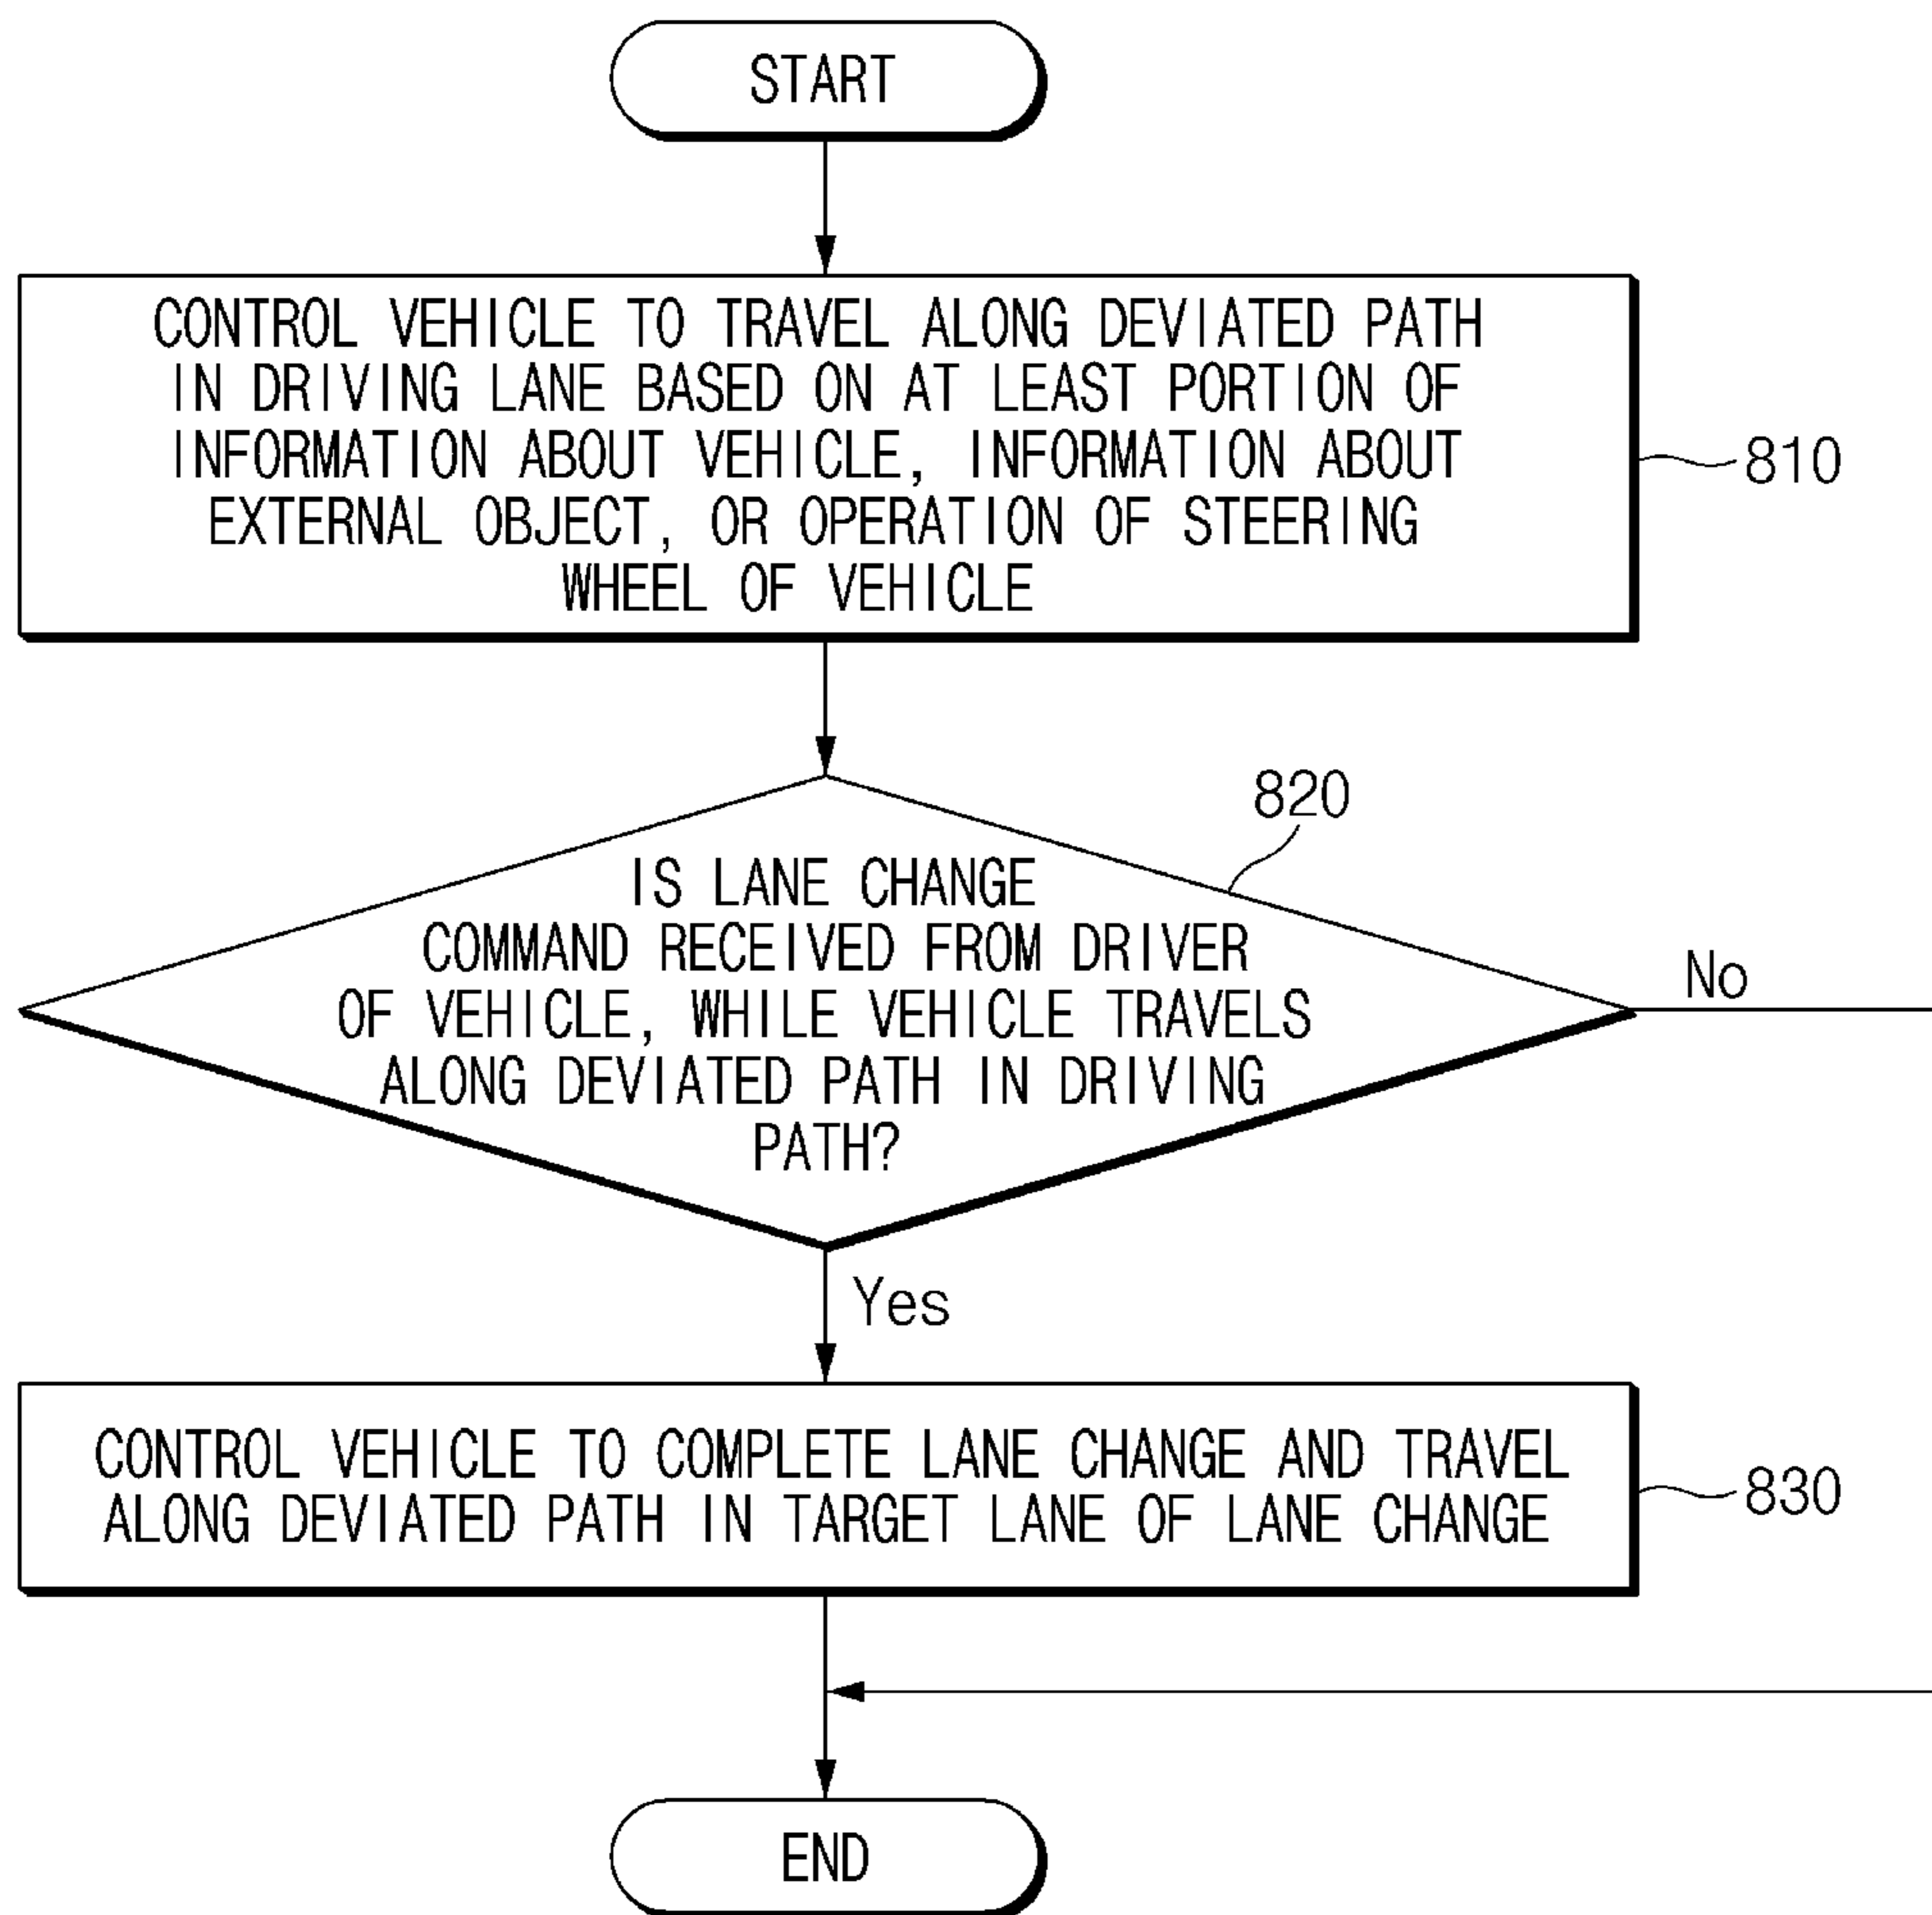 START
CONTROL VEHICLE TO TRAVEL ALONG DEVIATED PATH
IN DRIVING LANE BASED ON AT LEAST PORTION OF
INFORMATION ABOUT VEHICLE, INFORMATION ABOUT
EXTERNAL OBJECT, OR OPERATION OF STEERING
WHEEL OF VEHICLE
810
820
IS LANE CHANGE
COMMAND RECEIVED FROM DRIVER
OF VEHICLE, WHILE VEHICLE TRAVELS
ALONG DEVIATED PATH IN DRIVING
PATH?
No
Yes
CONTROL VEHICLE TO COMPLETE LANE CHANGE AND TRAVEL
ALONG DEVIATED PATH IN TARGET LANE OF LANE CHANGE
830
END